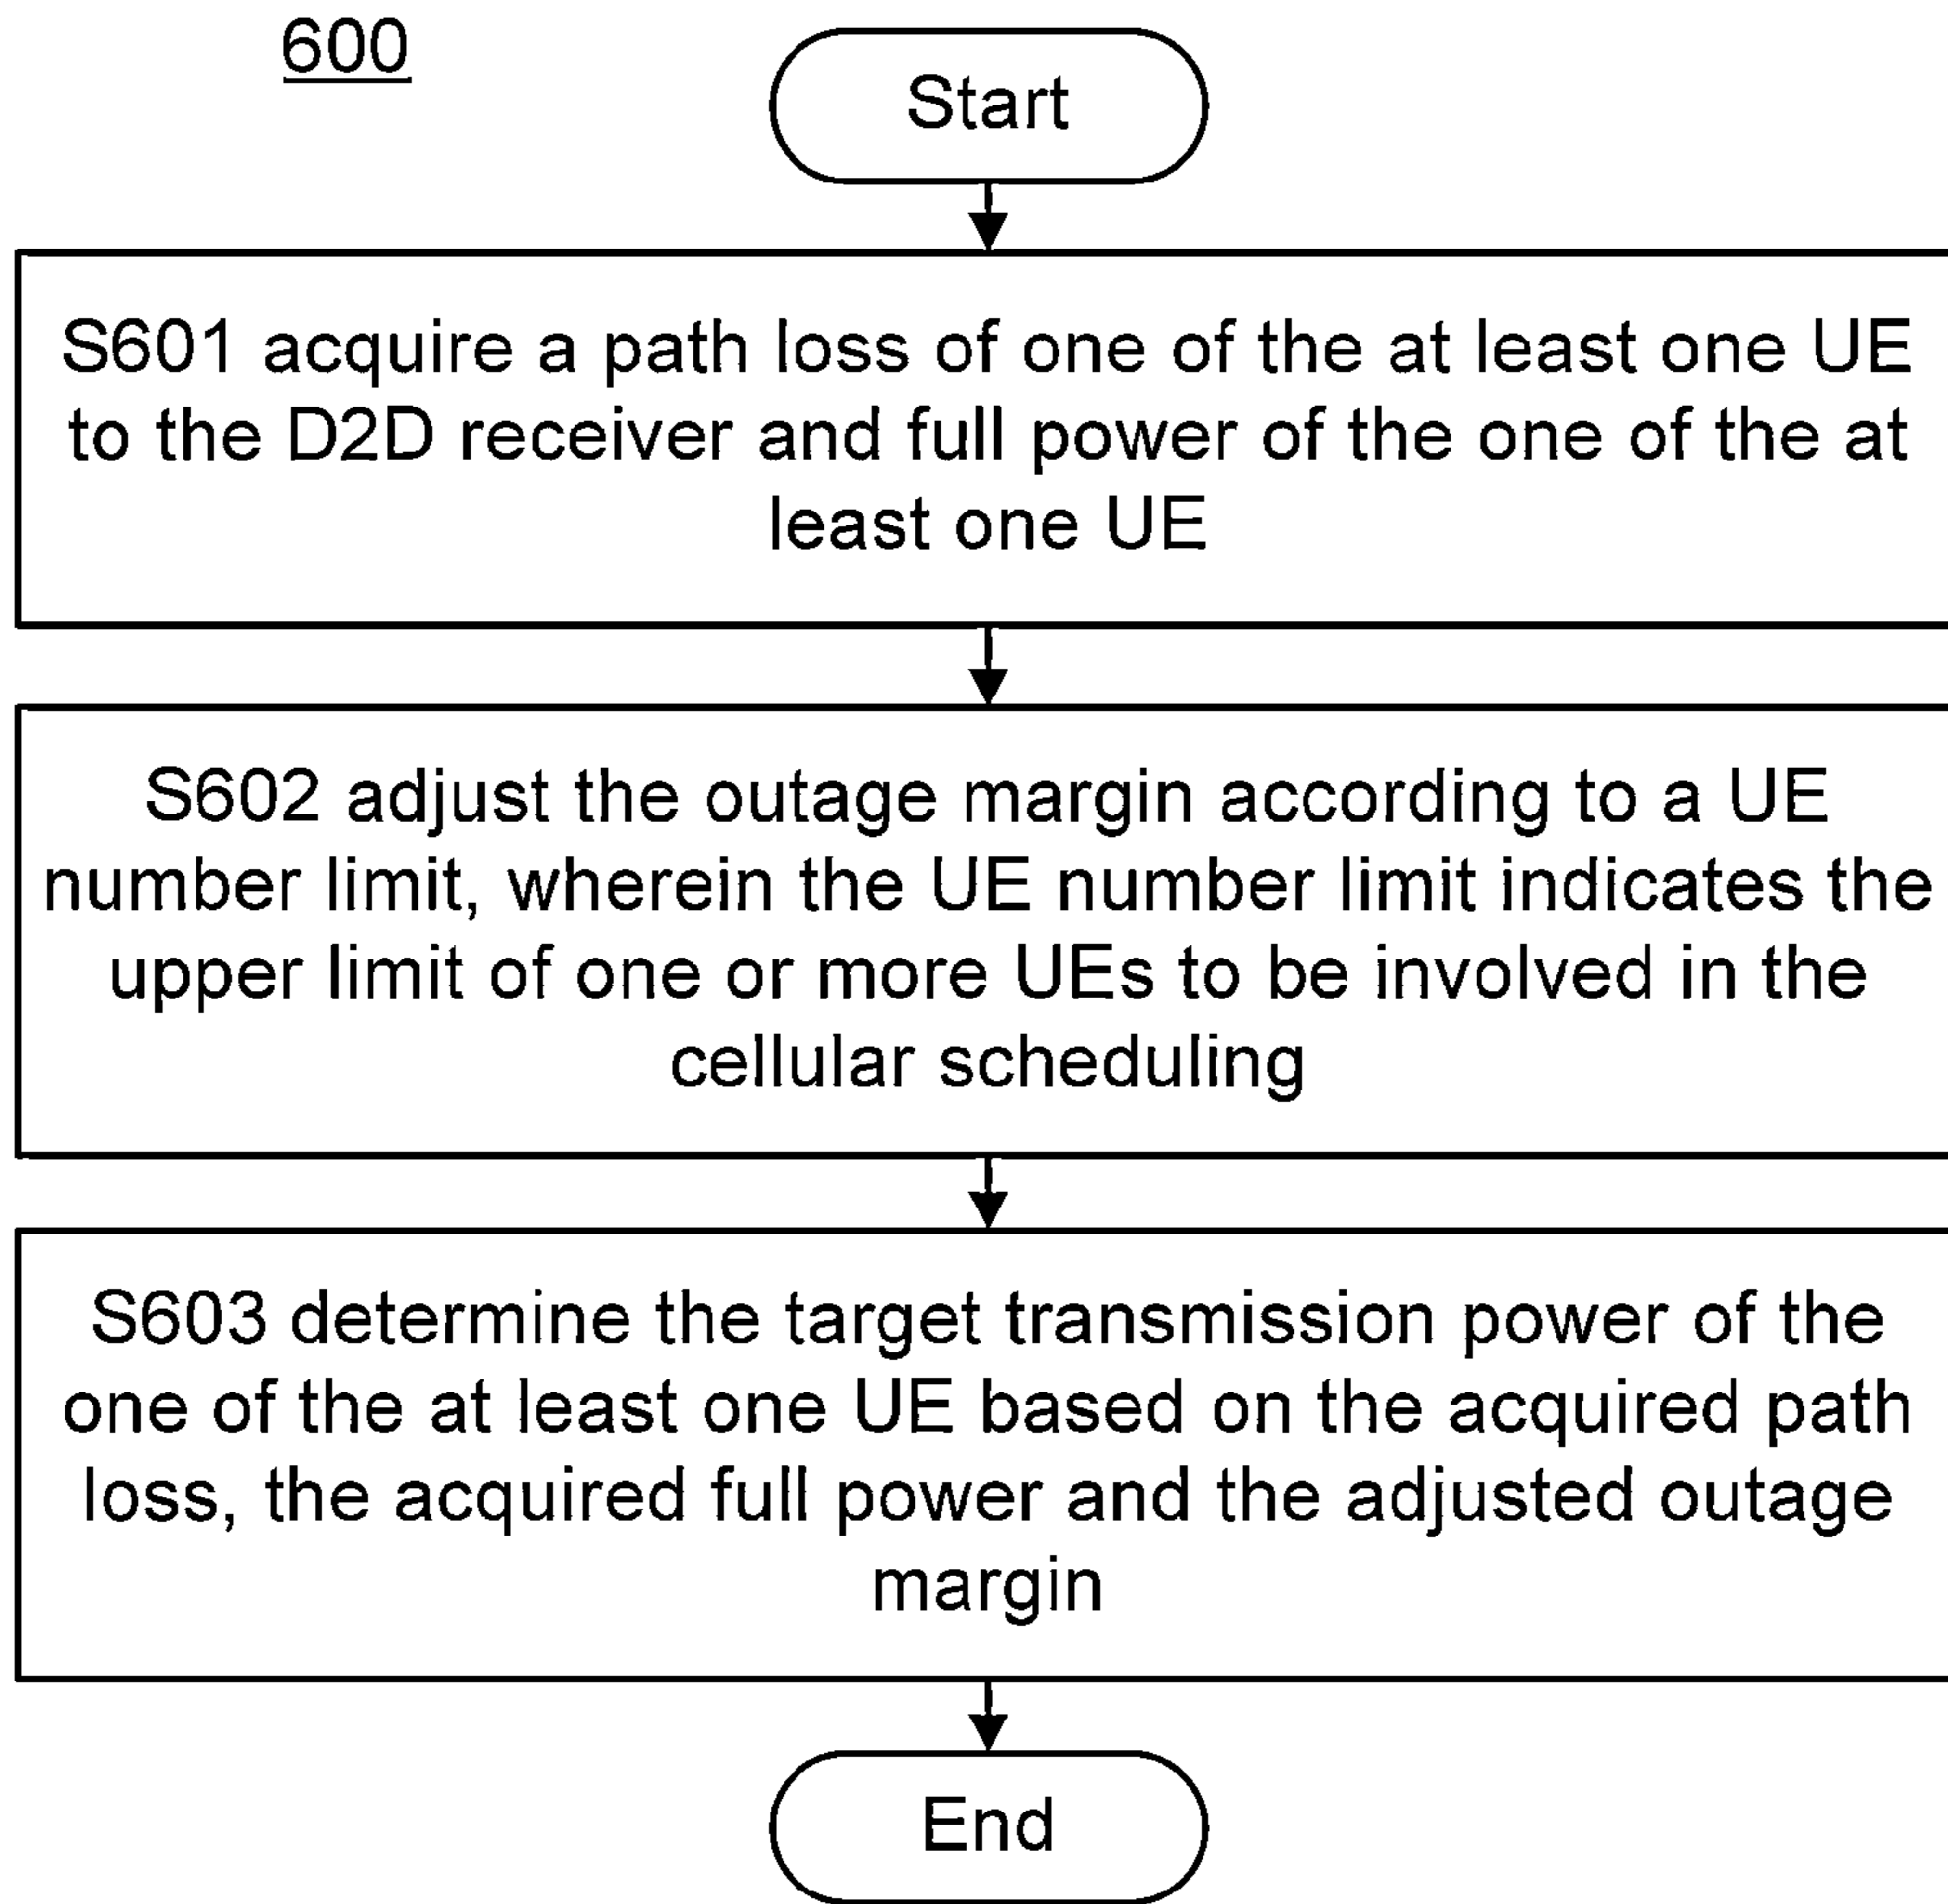 600
Start
S601 acquire a path loss of one of the at least one UE
to the D2D receiver and full power of the one of the at
least one UE
S602 adjust the outage margin according to a UE
number limit, wherein the UE number limit indicates the
upper limit of one or more UEs to be involved in the
cellular scheduling
S603 determine the target transmission power of the
one of the at least one UE based on the acquired path
loss, the acquired full power and the adjusted outage
margin
End